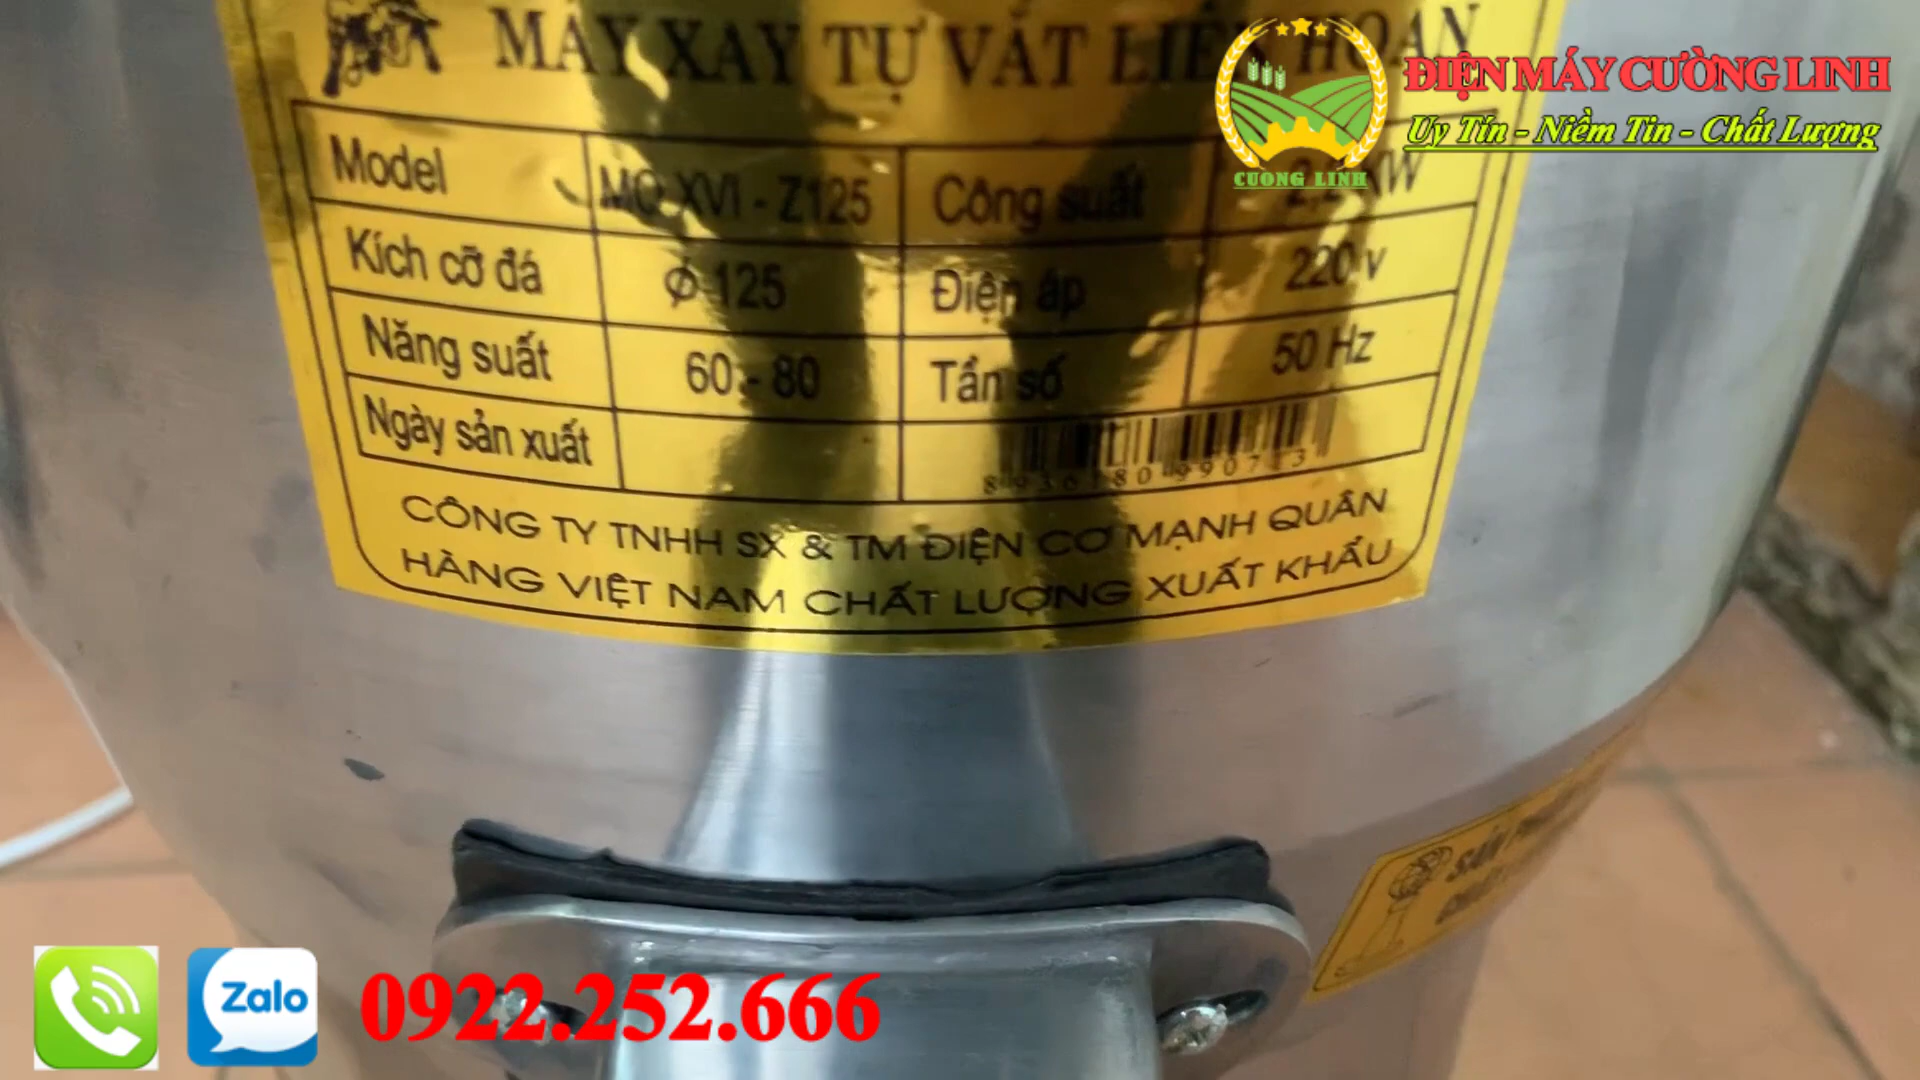 MÁY XAY TỰ VẮT LIÊN HOÀN
ĐIỆN MÁY CƯỜNG LINH
Uy Tín - Niềm Tin - Chất Lượng
CUONG LINH
Model MQ XVI - Z125 Công suất 2,2 KW
Kích cỡ đá Φ 125 Điện áp 220 v
Năng suất 60 - 80 Tần số 50 Hz
Ngày sản xuất
CÔNG TY TNHH SX & TM ĐIỆN CƠ MẠNH QUÂN
HÀNG VIỆT NAM CHẤT LƯỢNG XUẤT KHẨU
SẢN
Zalo 0922.252.666